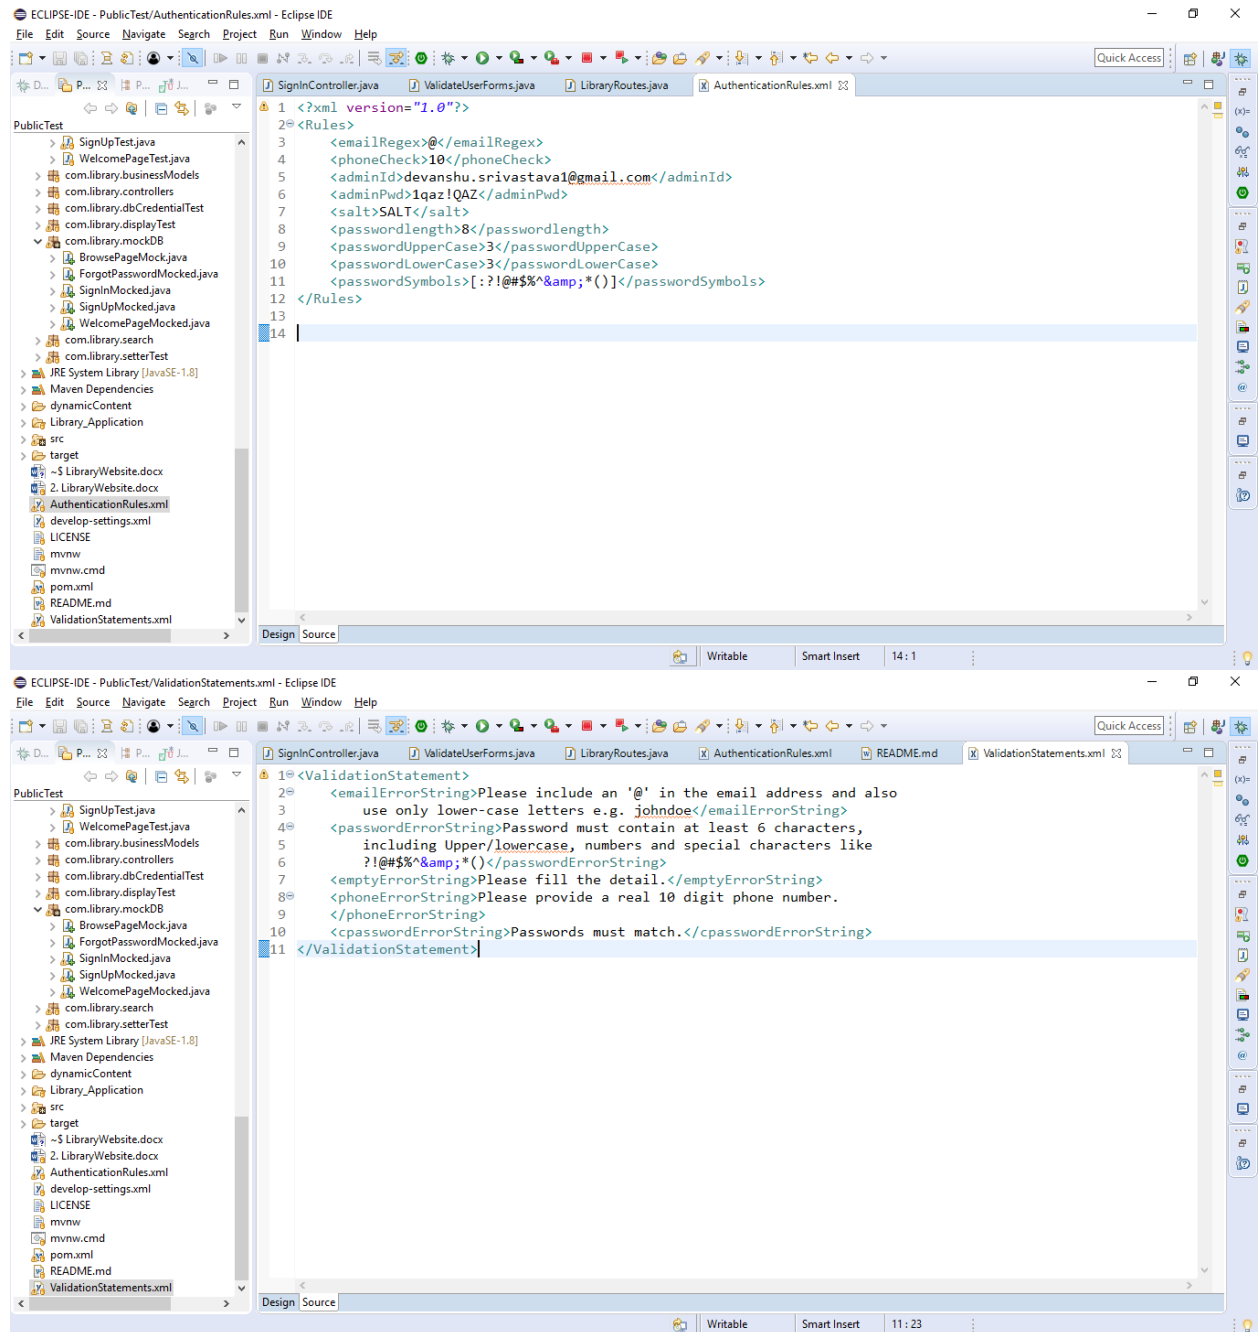 ECLIPSE-IDE - PublicTest/AuthenticationRules.xml - Eclipse IDE
File Edit Source Navigate Search Project Run Window Help
Quick Access
D... P... P... J...
SignInController.java ValidateUserForms.java LibraryRoutes.java AuthenticationRules.xml
PublicTest
SignUpTest.java
WelcomePageTest.java
com.library.businessModels
com.library.controllers
com.library.dbCredentialTest
com.library.displayTest
com.library.mockDB
BrowsePageMock.java
ForgotPasswordMocked.java
SignInMocked.java
SignUpMocked.java
WelcomePageMocked.java
com.library.search
com.library.setterTest
JRE System Library [JavaSE-1.8]
Maven Dependencies
dynamicContent
Library_Application
src
target
~$ LibraryWebsite.docx
2. LibraryWebsite.docx
AuthenticationRules.xml
develop-settings.xml
LICENSE
mvnw
mvnw.cmd
pom.xml
README.md
ValidationStatements.xml
1 <?xml version="1.0"?>
2 <Rules>
3 <emailRegex>@</emailRegex>
4 <phoneCheck>10</phoneCheck>
5 <adminId>devanshu.srivastava1@gmail.com</adminId>
6 <adminPwd>1qaz!QAZ</adminPwd>
7 <salt>SALT</salt>
8 <passwordlength>8</passwordlength>
9 <passwordUpperCase>3</passwordUpperCase>
10 <passwordLowerCase>3</passwordLowerCase>
11 <passwordSymbols>[:?!@#$%^&amp;*()]</passwordSymbols>
12 </Rules>
13
14
Design Source
Writable Smart Insert 14 : 1
ECLIPSE-IDE - PublicTest/ValidationStatements.xml - Eclipse IDE
File Edit Source Navigate Search Project Run Window Help
Quick Access
D... P... P... J...
SignInController.java ValidateUserForms.java LibraryRoutes.java AuthenticationRules.xml README.md ValidationStatements.xml
PublicTest
SignUpTest.java
WelcomePageTest.java
com.library.businessModels
com.library.controllers
com.library.dbCredentialTest
com.library.displayTest
com.library.mockDB
BrowsePageMock.java
ForgotPasswordMocked.java
SignInMocked.java
SignUpMocked.java
WelcomePageMocked.java
com.library.search
com.library.setterTest
JRE System Library [JavaSE-1.8]
Maven Dependencies
dynamicContent
Library_Application
src
target
~$ LibraryWebsite.docx
2. LibraryWebsite.docx
AuthenticationRules.xml
develop-settings.xml
LICENSE
mvnw
mvnw.cmd
pom.xml
README.md
ValidationStatements.xml
1 <ValidationStatement>
2 <emailErrorString>Please include an '@' in the email address and also
3 use only lower-case letters e.g. johndoe</emailErrorString>
4 <passwordErrorString>Password must contain at least 6 characters,
5 including Upper/lowercase, numbers and special characters like
6 ?!@#$%^&amp;*()</passwordErrorString>
7 <emptyErrorString>Please fill the detail.</emptyErrorString>
8 <phoneErrorString>Please provide a real 10 digit phone number.
9 </phoneErrorString>
10 <cpasswordErrorString>Passwords must match.</cpasswordErrorString>
11 </ValidationStatement>
Design Source
Writable Smart Insert 11 : 23